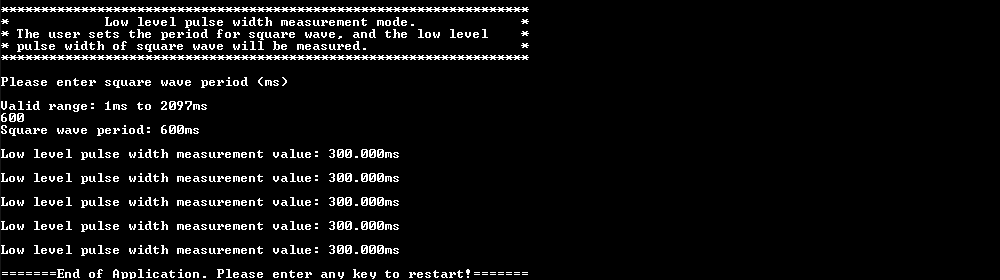 ******************************************************************
*            Low level pulse width measurement mode.             *
* The user sets the period for square wave, and the low level    *
* pulse width of square wave will be measured.                   *
******************************************************************
Please enter square wave period (ms)
Valid range: 1ms to 2097ms
600
Square wave period: 600ms
Low level pulse width measurement value: 300.000ms
Low level pulse width measurement value: 300.000ms
Low level pulse width measurement value: 300.000ms
Low level pulse width measurement value: 300.000ms
Low level pulse width measurement value: 300.000ms
=======End of Application. Please enter any key to restart!=======